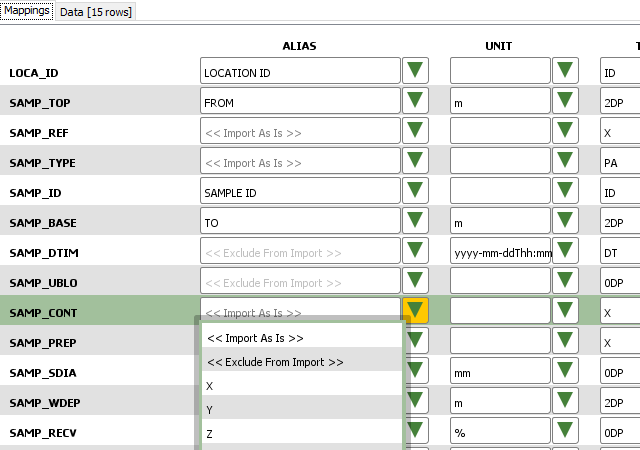 Mappings Data [15 rows]
ALIAS UNIT
LOCA_ID LOCATION ID ID
SAMP_TOP FROM m 2DP
SAMP_REF << Import As Is >> X
SAMP_TYPE << Import As Is >> PA
SAMP_ID SAMPLE ID ID
SAMP_BASE TO m 2DP
SAMP_DTIM << Exclude From Import >> yyyy-mm-ddThh:mm DT
SAMP_UBLO << Exclude From Import >> 0DP
SAMP_CONT << Import As Is >> X
SAMP_PREP << Import As Is >> X
SAMP_SDIA << Exclude From Import >> mm 0DP
SAMP_WDEP X m 2DP
Y
SAMP_RECV Z % 0DP